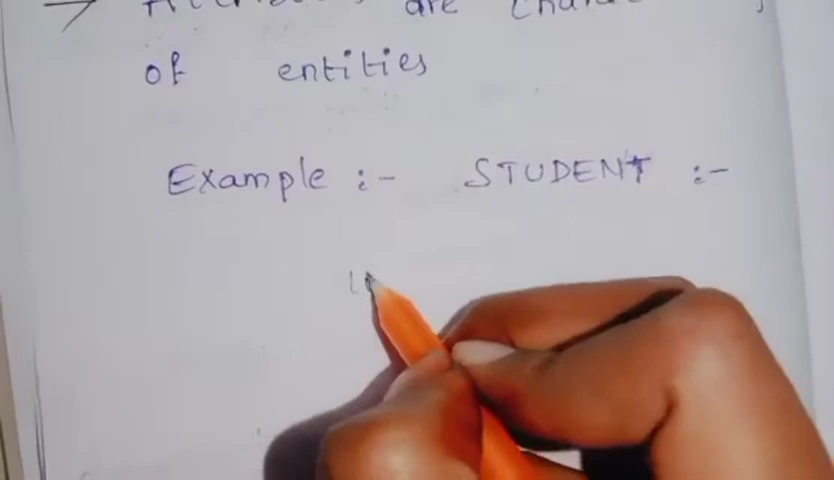 → are
of entities
Example :- STUDENT :-